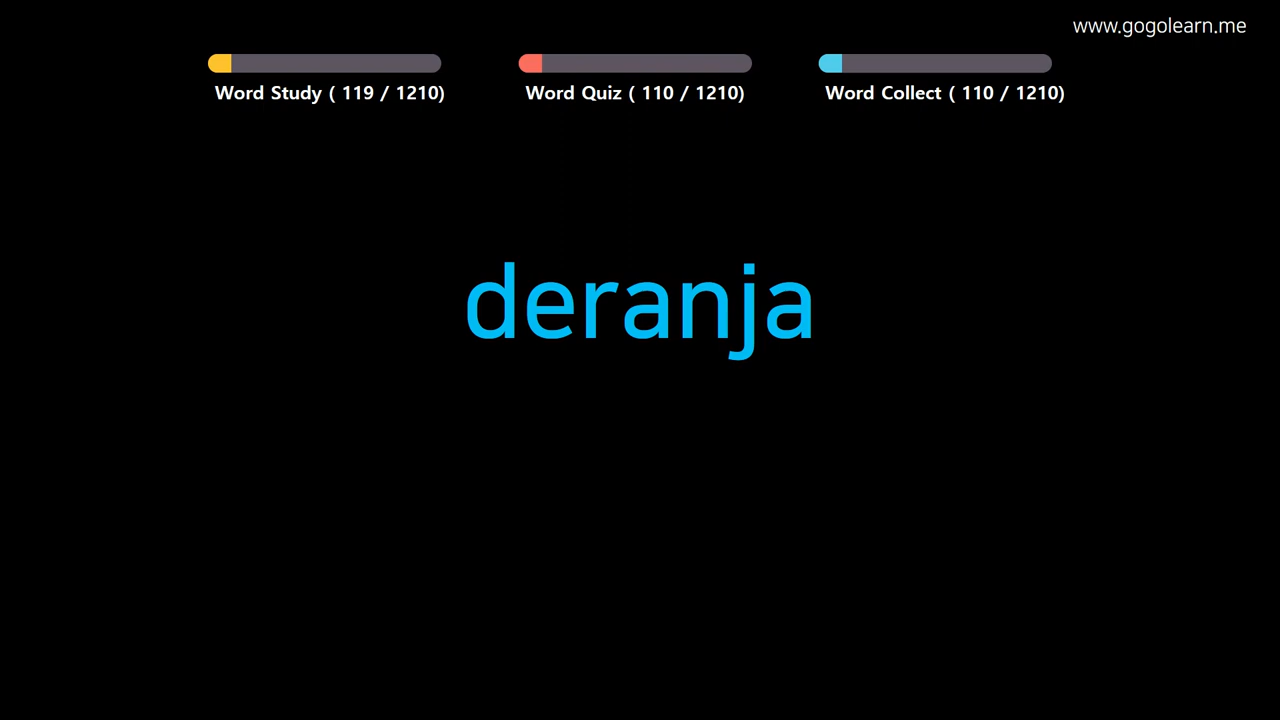 www.gogolearn.me
Word Study ( 119 / 1210)
Word Quiz ( 110 / 1210)
Word Collect ( 110 / 1210)
deranja